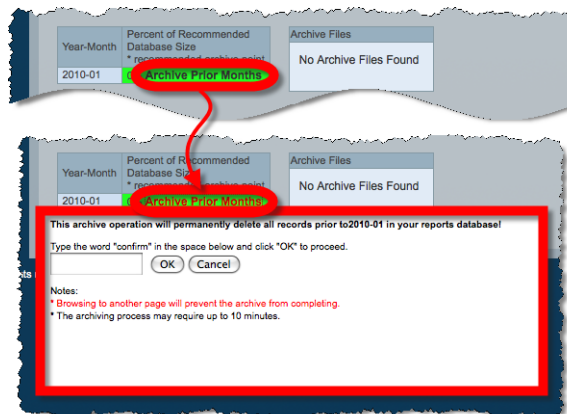 Percent of Recommended
Year-Month Database Size
* recommended archive point
2010-01 Archive Prior Months
Archive Files
No Archive Files Found
Percent of Recommended
Year-Month Database Size
2010-01 Archive Prior Months
Archive Files
No Archive Files Found
This archive operation will permanently delete all records prior to2010-01 in your reports database!
Type the word "confirm" in the space below and click "OK" to proceed.
OK Cancel
Notes:
* Browsing to another page will prevent the archive from completing.
* The archiving process may require up to 10 minutes.